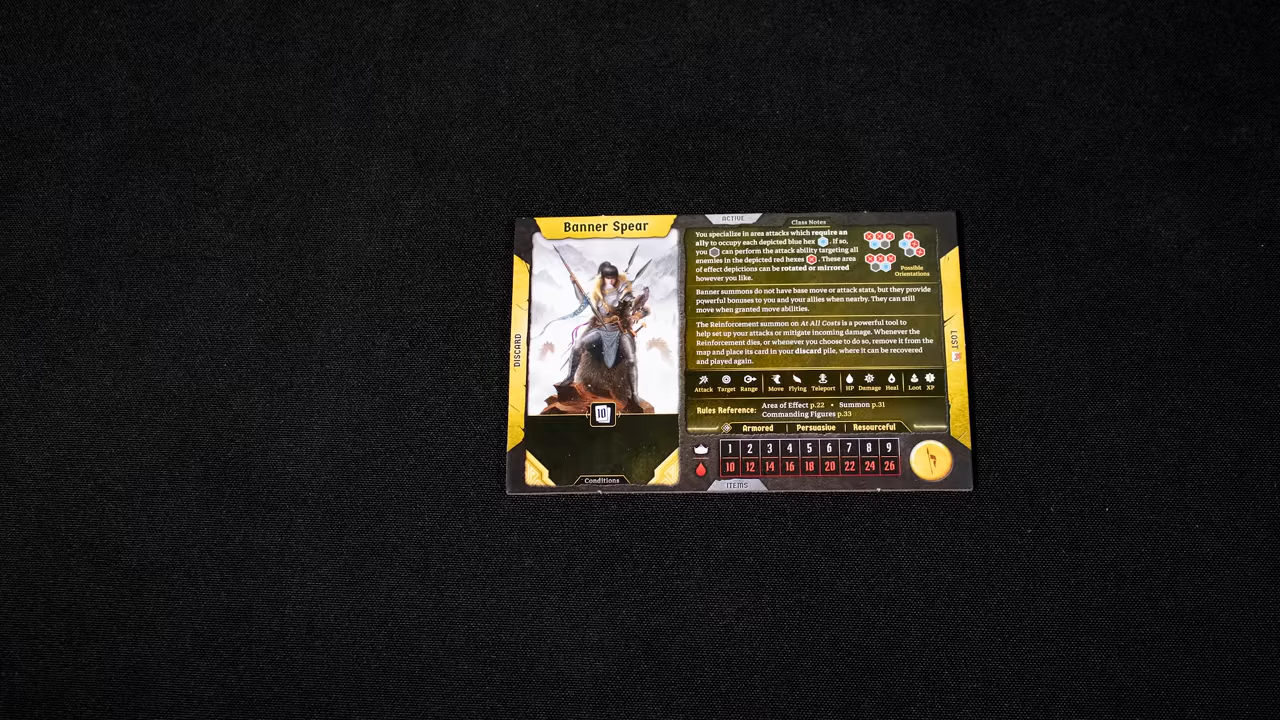 Banner Spear
ACTIVE
Class Notes
You specialize in area attacks which require an
ally to occupy each depicted blue hex . If so,
you can perform the attack ability targeting all
enemies in the depicted red hexes . These area
of effect depictions can be rotated or mirrored
however you like.
Possible
Orientations
Banner summons do not have base move or attack stats, but they provide
powerful bonuses to you and your allies when nearby. They can still
move when granted move abilities.
The Reinforcement summon on At All Costs is a powerful tool to
help set up your attacks or mitigate incoming damage. Whenever the
Reinforcement dies, or whenever you choose to do so, remove it from the
map and place its card in your discard pile, where it can be recovered
and played again.
DISCARD
LOST
Attack Target Range Move Flying Teleport HP Damage Heal Loot XP
10
Rules Reference: Area of Effect p.22 • Summon p.31
Commanding Figures p.33
Armored | Persuasive | Resourceful
1 2 3 4 5 6 7 8 9
10 12 14 16 18 20 22 24 26
Conditions
ITEMS